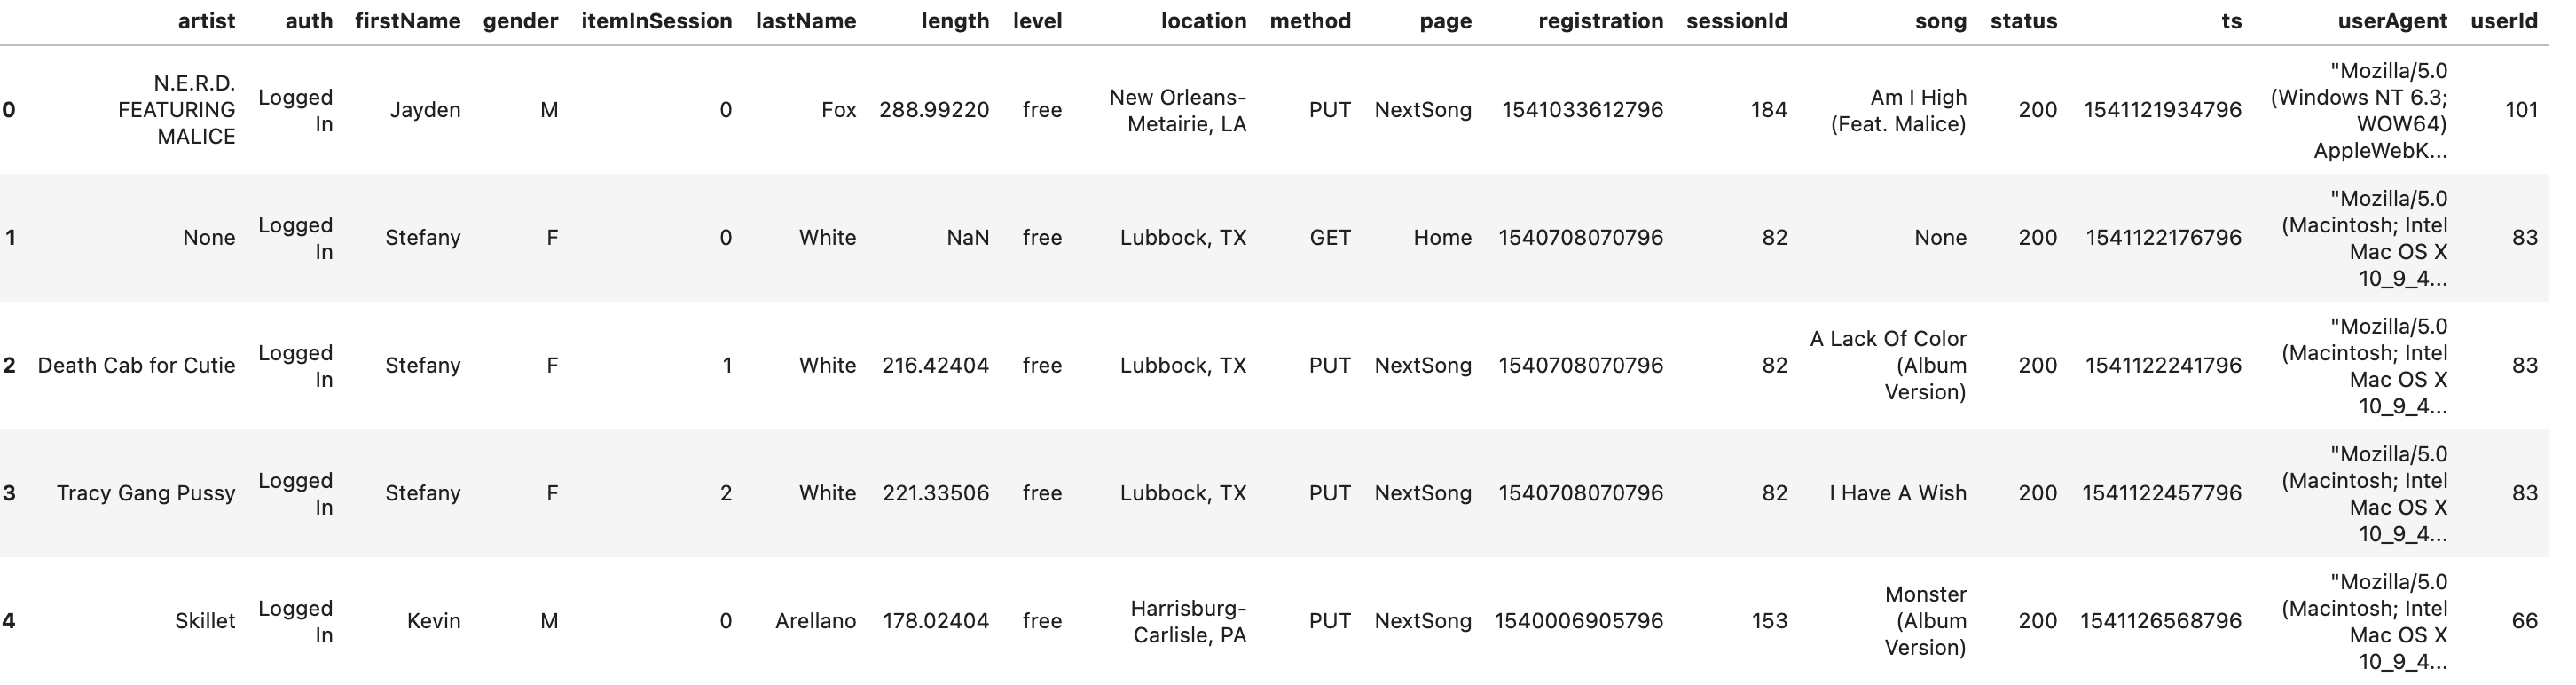 artist auth firstName gender itemInSession lastName length level location method page registration sessionId song status ts userAgent userId
0 N.E.R.D. FEATURING MALICE Logged In Jayden M 0 Fox 288.99220 free New Orleans-Metairie, LA PUT NextSong 1541033612796 184 Am I High (Feat. Malice) 200 1541121934796 "Mozilla/5.0 (Windows NT 6.3; WOW64) AppleWebK... 101
1 None Logged In Stefany F 0 White NaN free Lubbock, TX GET Home 1540708070796 82 None 200 1541122176796 "Mozilla/5.0 (Macintosh; Intel Mac OS X 10_9_4... 83
2 Death Cab for Cutie Logged In Stefany F 1 White 216.42404 free Lubbock, TX PUT NextSong 1540708070796 82 A Lack Of Color (Album Version) 200 1541122241796 "Mozilla/5.0 (Macintosh; Intel Mac OS X 10_9_4... 83
3 Tracy Gang Pussy Logged In Stefany F 2 White 221.33506 free Lubbock, TX PUT NextSong 1540708070796 82 I Have A Wish 200 1541122457796 "Mozilla/5.0 (Macintosh; Intel Mac OS X 10_9_4... 83
4 Skillet Logged In Kevin M 0 Arellano 178.02404 free Harrisburg-Carlisle, PA PUT NextSong 1540006905796 153 Monster (Album Version) 200 1541126568796 "Mozilla/5.0 (Macintosh; Intel Mac OS X 10_9_4... 66